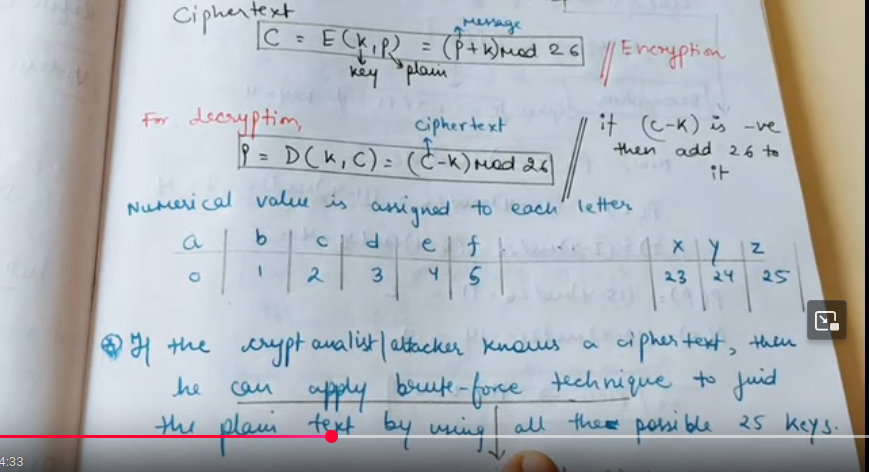 Ciphertext
message
C = E(k,p) = (p+k)mod 26 // Encryption
key plain
For decryption,
ciphertext
P = D(K,C) = (C-K)mod 26 // if (C-K) is -ve
then add 26 to
it
Numerical value is assigned to each letter
a b c d e f . . x y z
0 1 2 3 4 5 23 24 25
If the cryptanalist/attacker knows a ciphertext, then
he can apply brute-force technique to find
the plain text by using all the possible 25 keys.
4:33